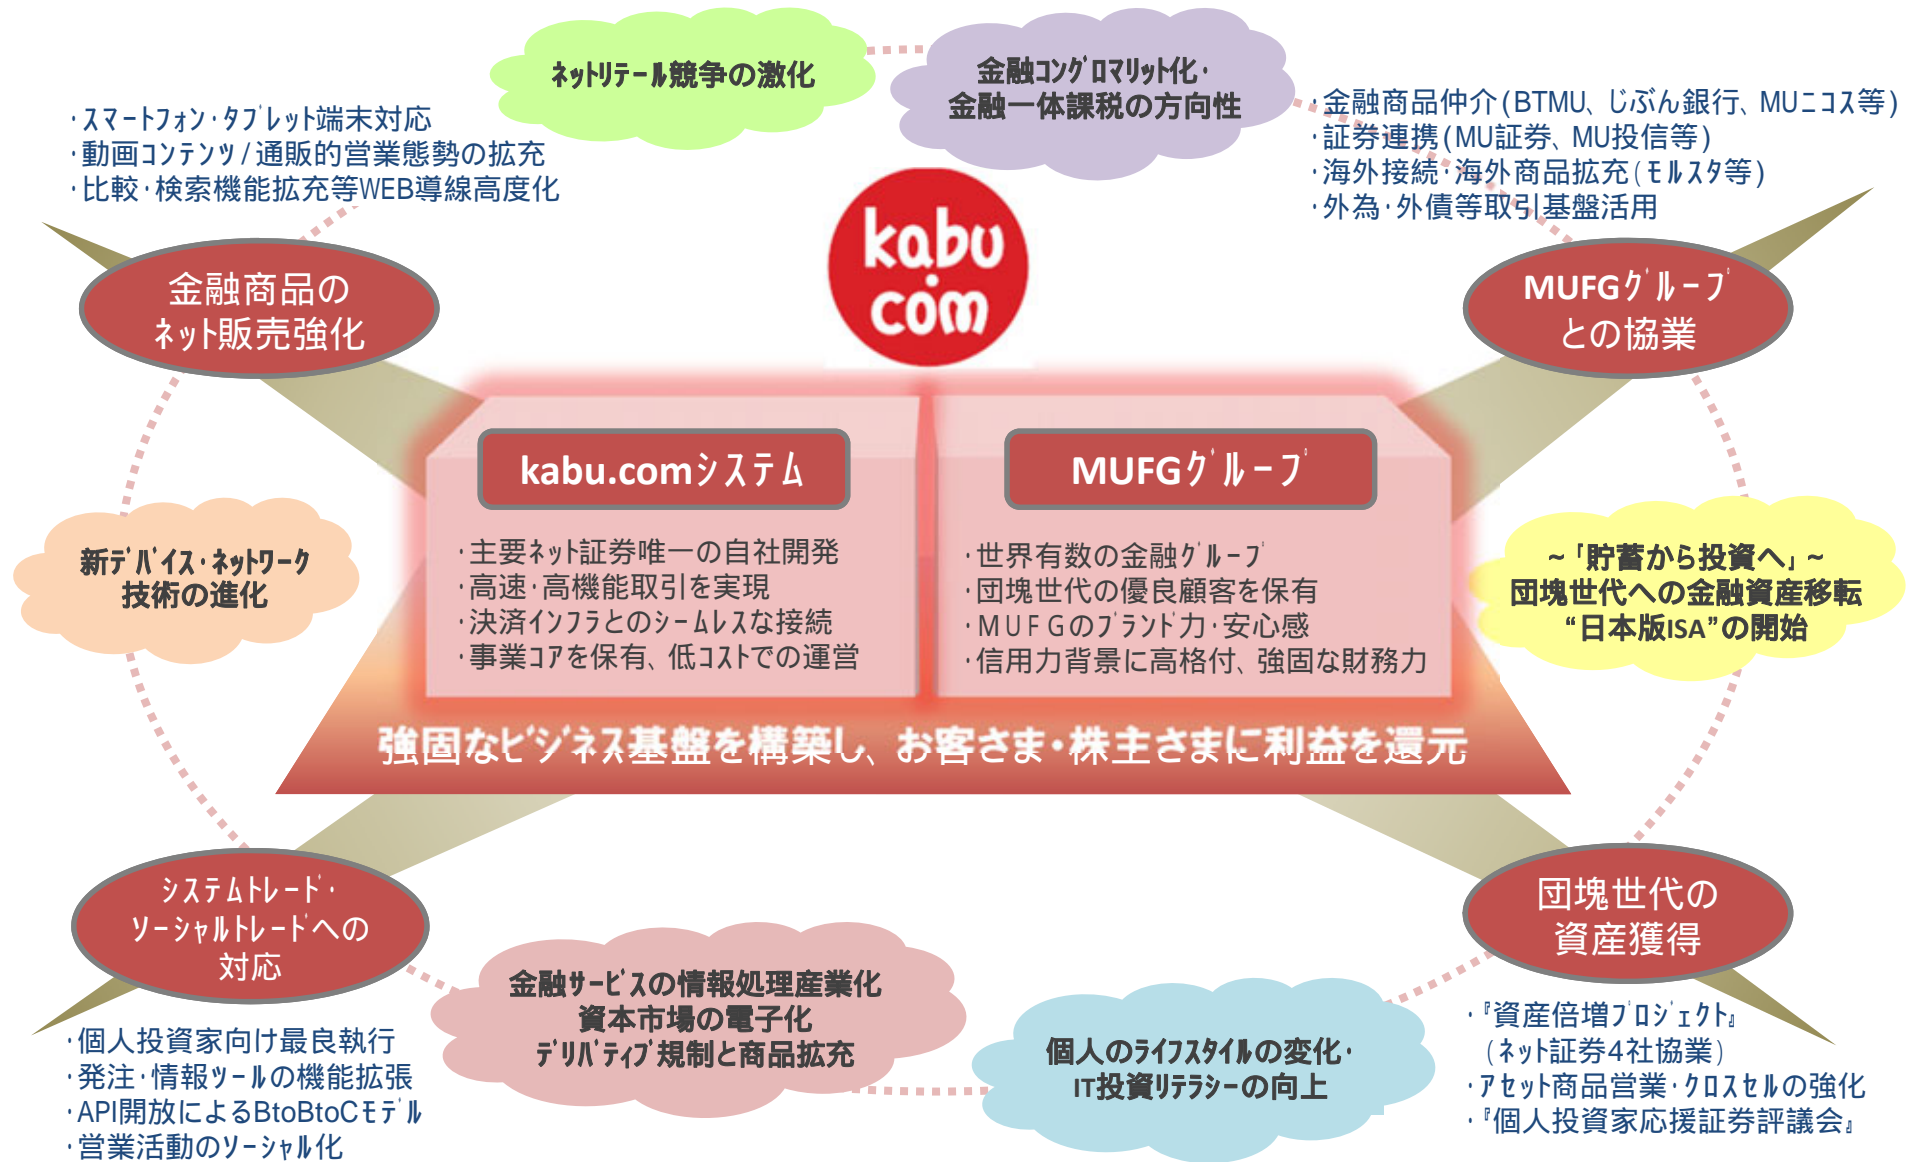 ﾈｯﾄﾘﾃｰﾙ競争の激化
金融ｺﾝｸﾞﾛﾏﾘｯﾄ化･
金融一体課税の方向性
･ｽﾏｰﾄﾌｫﾝ･ﾀﾌﾞﾚｯﾄ端末対応
･動画ｺﾝﾃﾝﾂ/通販的営業態勢の拡充
･比較･検索機能拡充等WEB導線高度化
･金融商品仲介(BTMU、じぶん銀行、MUﾆｺｽ等)
･証券連携(MU証券、MU投信等)
･海外接続･海外商品拡充(ﾓﾙｽﾀ等)
･外為･外債等取引基盤活用
kabu
.com
金融商品の
ﾈｯﾄ販売強化
MUFGｸﾞﾙｰﾌﾟ
との協業
kabu.comｼｽﾃﾑ
･主要ﾈｯﾄ証券唯一の自社開発
･高速･高機能取引を実現
･決済ｲﾝﾌﾗとのｼｰﾑﾚｽな接続
･事業ｺｱを保有、低ｺｽﾄでの運営
MUFGｸﾞﾙｰﾌﾟ
･世界有数の金融ｸﾞﾙｰﾌﾟ
･団塊世代の優良顧客を保有
･ＭＵＦＧのﾌﾞﾗﾝﾄﾞ力･安心感
･信用力背景に高格付、強固な財務力
新ﾃﾞﾊﾞｲｽ･ﾈｯﾄﾜｰｸ
技術の進化
~｢貯蓄から投資へ｣~
団塊世代への金融資産移転
“日本版ISA”の開始
強固なﾋﾞｼﾞﾈｽ基盤を構築し、お客さま･株主さまに利益を還元
ｼｽﾃﾑﾄﾚｰﾄﾞ･
ｿｰｼｬﾙﾄﾚｰﾄﾞへの
対応
団塊世代の
資産獲得
金融ｻｰﾋﾞｽの情報処理産業化
資本市場の電子化
ﾃﾞﾘﾊﾞﾃｨﾌﾞ規制と商品拡充
個人のﾗｲﾌｽﾀｲﾙの変化･
IT投資ﾘﾃﾗｼｰの向上
･個人投資家向け最良執行
･発注･情報ﾂｰﾙの機能拡張
･API開放によるBtoBtoCﾓﾃﾞﾙ
･営業活動のｿｰｼｬﾙ化
･『資産倍増ﾌﾟﾛｼﾞｪｸﾄ』
(ﾈｯﾄ証券4社協業)
･ｱｾｯﾄ商品営業･ｸﾛｽｾﾙの強化
･『個人投資家応援証券評議会』